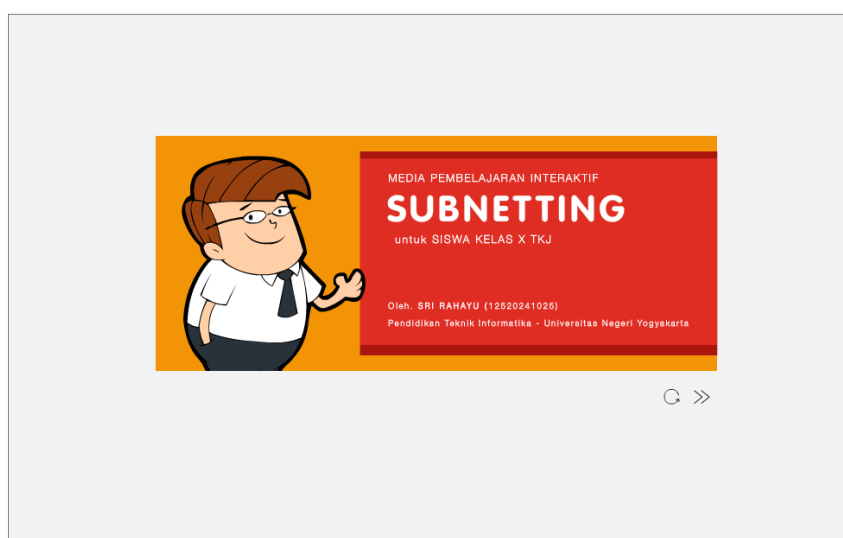 MEDIA PEMBELAJARAN INTERAKTIF
SUBNETTING
untuk SISWA KELAS X TKJ
Oleh. SRI RAHAYU (12520241025)
Pendidikan Teknik Informatika - Universitas Negeri Yogyakarta